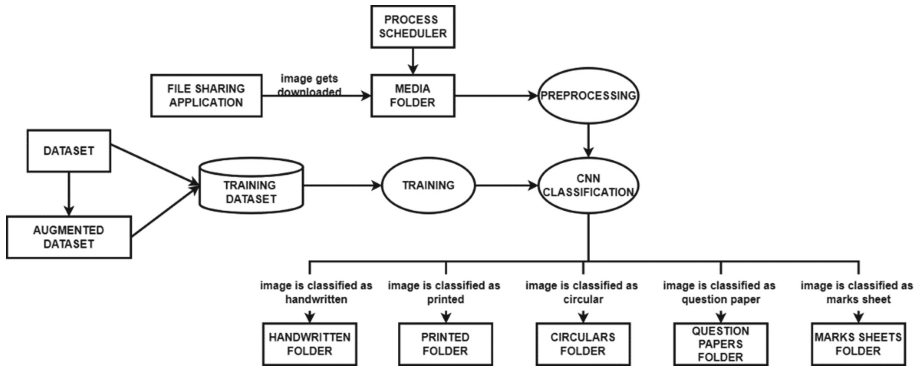 PROCESS
SCHEDULER
FILE SHARING
APPLICATION
image gets
downloaded
MEDIA
FOLDER
PREPROCESSING
DATASET
TRAINING
DATASET
TRAINING
CNN
CLASSIFICATION
AUGMENTED
DATASET
image is classified as
handwritten
image is classified as
printed
image is classified as
circular
image is classified as
question paper
image is classified as
marks sheet
HANDWRITTEN
FOLDER
PRINTED
FOLDER
CIRCULARS
FOLDER
QUESTION
PAPERS
FOLDER
MARKS SHEETS
FOLDER